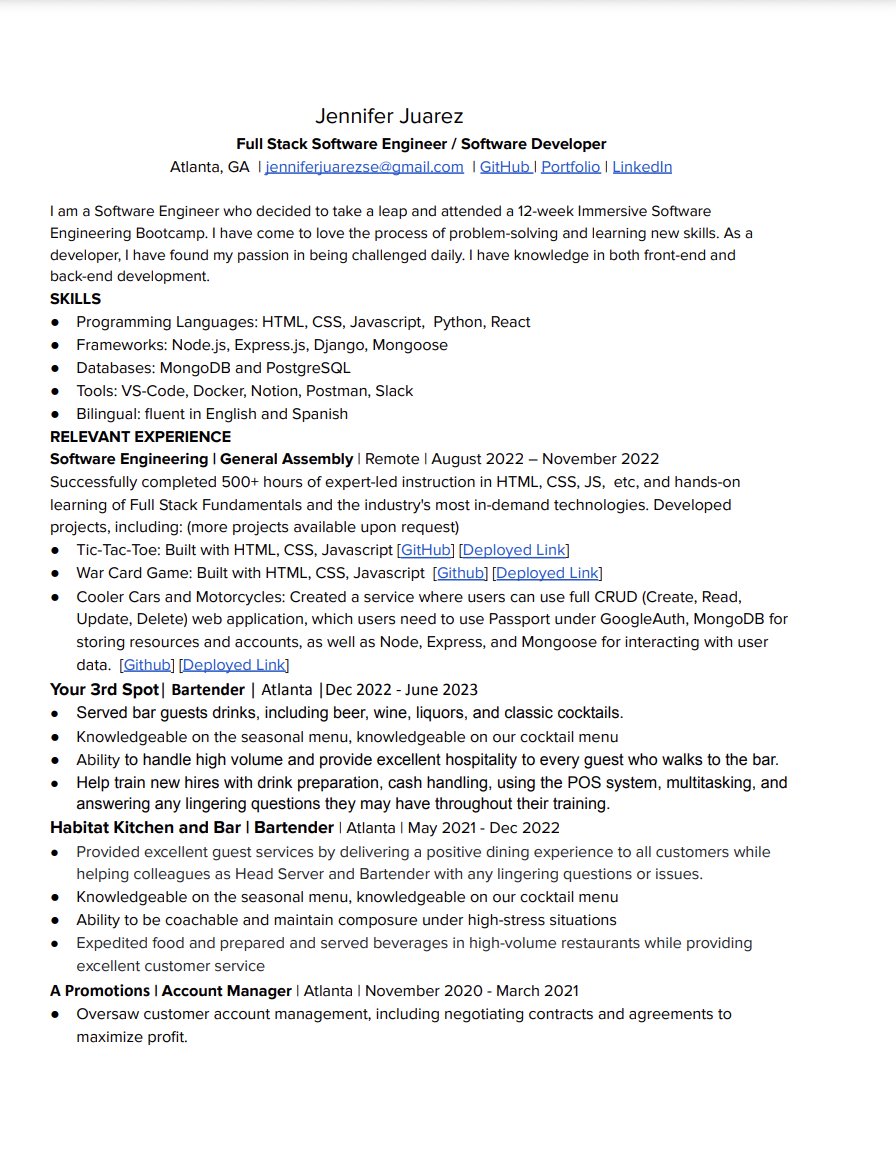 Jennifer Juarez
Full Stack Software Engineer / Software Developer
Atlanta, GA | jenniferjuarezse@gmail.com | GitHub | Portfolio | LinkedIn
I am a Software Engineer who decided to take a leap and attended a 12-week Immersive Software
Engineering Bootcamp. I have come to love the process of problem-solving and learning new skills. As a
developer, I have found my passion in being challenged daily. I have knowledge in both front-end and
back-end development.
SKILLS
● Programming Languages: HTML, CSS, Javascript, Python, React
● Frameworks: Node.js, Express.js, Django, Mongoose
● Databases: MongoDB and PostgreSQL
● Tools: VS-Code, Docker, Notion, Postman, Slack
● Bilingual: fluent in English and Spanish
RELEVANT EXPERIENCE
Software Engineering | General Assembly | Remote | August 2022 – November 2022
Successfully completed 500+ hours of expert-led instruction in HTML, CSS, JS, etc, and hands-on
learning of Full Stack Fundamentals and the industry's most in-demand technologies. Developed
projects, including: (more projects available upon request)
● Tic-Tac-Toe: Built with HTML, CSS, Javascript [GitHub] [Deployed Link]
● War Card Game: Built with HTML, CSS, Javascript [Github] [Deployed Link]
● Cooler Cars and Motorcycles: Created a service where users can use full CRUD (Create, Read,
Update, Delete) web application, which users need to use Passport under GoogleAuth, MongoDB for
storing resources and accounts, as well as Node, Express, and Mongoose for interacting with user
data. [Github] [Deployed Link]
Your 3rd Spot| Bartender | Atlanta |Dec 2022 - June 2023
● Served bar guests drinks, including beer, wine, liquors, and classic cocktails.
● Knowledgeable on the seasonal menu, knowledgeable on our cocktail menu
● Ability to handle high volume and provide excellent hospitality to every guest who walks to the bar.
● Help train new hires with drink preparation, cash handling, using the POS system, multitasking, and
answering any lingering questions they may have throughout their training.
Habitat Kitchen and Bar | Bartender | Atlanta | May 2021 - Dec 2022
● Provided excellent guest services by delivering a positive dining experience to all customers while
helping colleagues as Head Server and Bartender with any lingering questions or issues.
● Knowledgeable on the seasonal menu, knowledgeable on our cocktail menu
● Ability to be coachable and maintain composure under high-stress situations
● Expedited food and prepared and served beverages in high-volume restaurants while providing
excellent customer service
A Promotions | Account Manager | Atlanta | November 2020 - March 2021
● Oversaw customer account management, including negotiating contracts and agreements to
maximize profit.